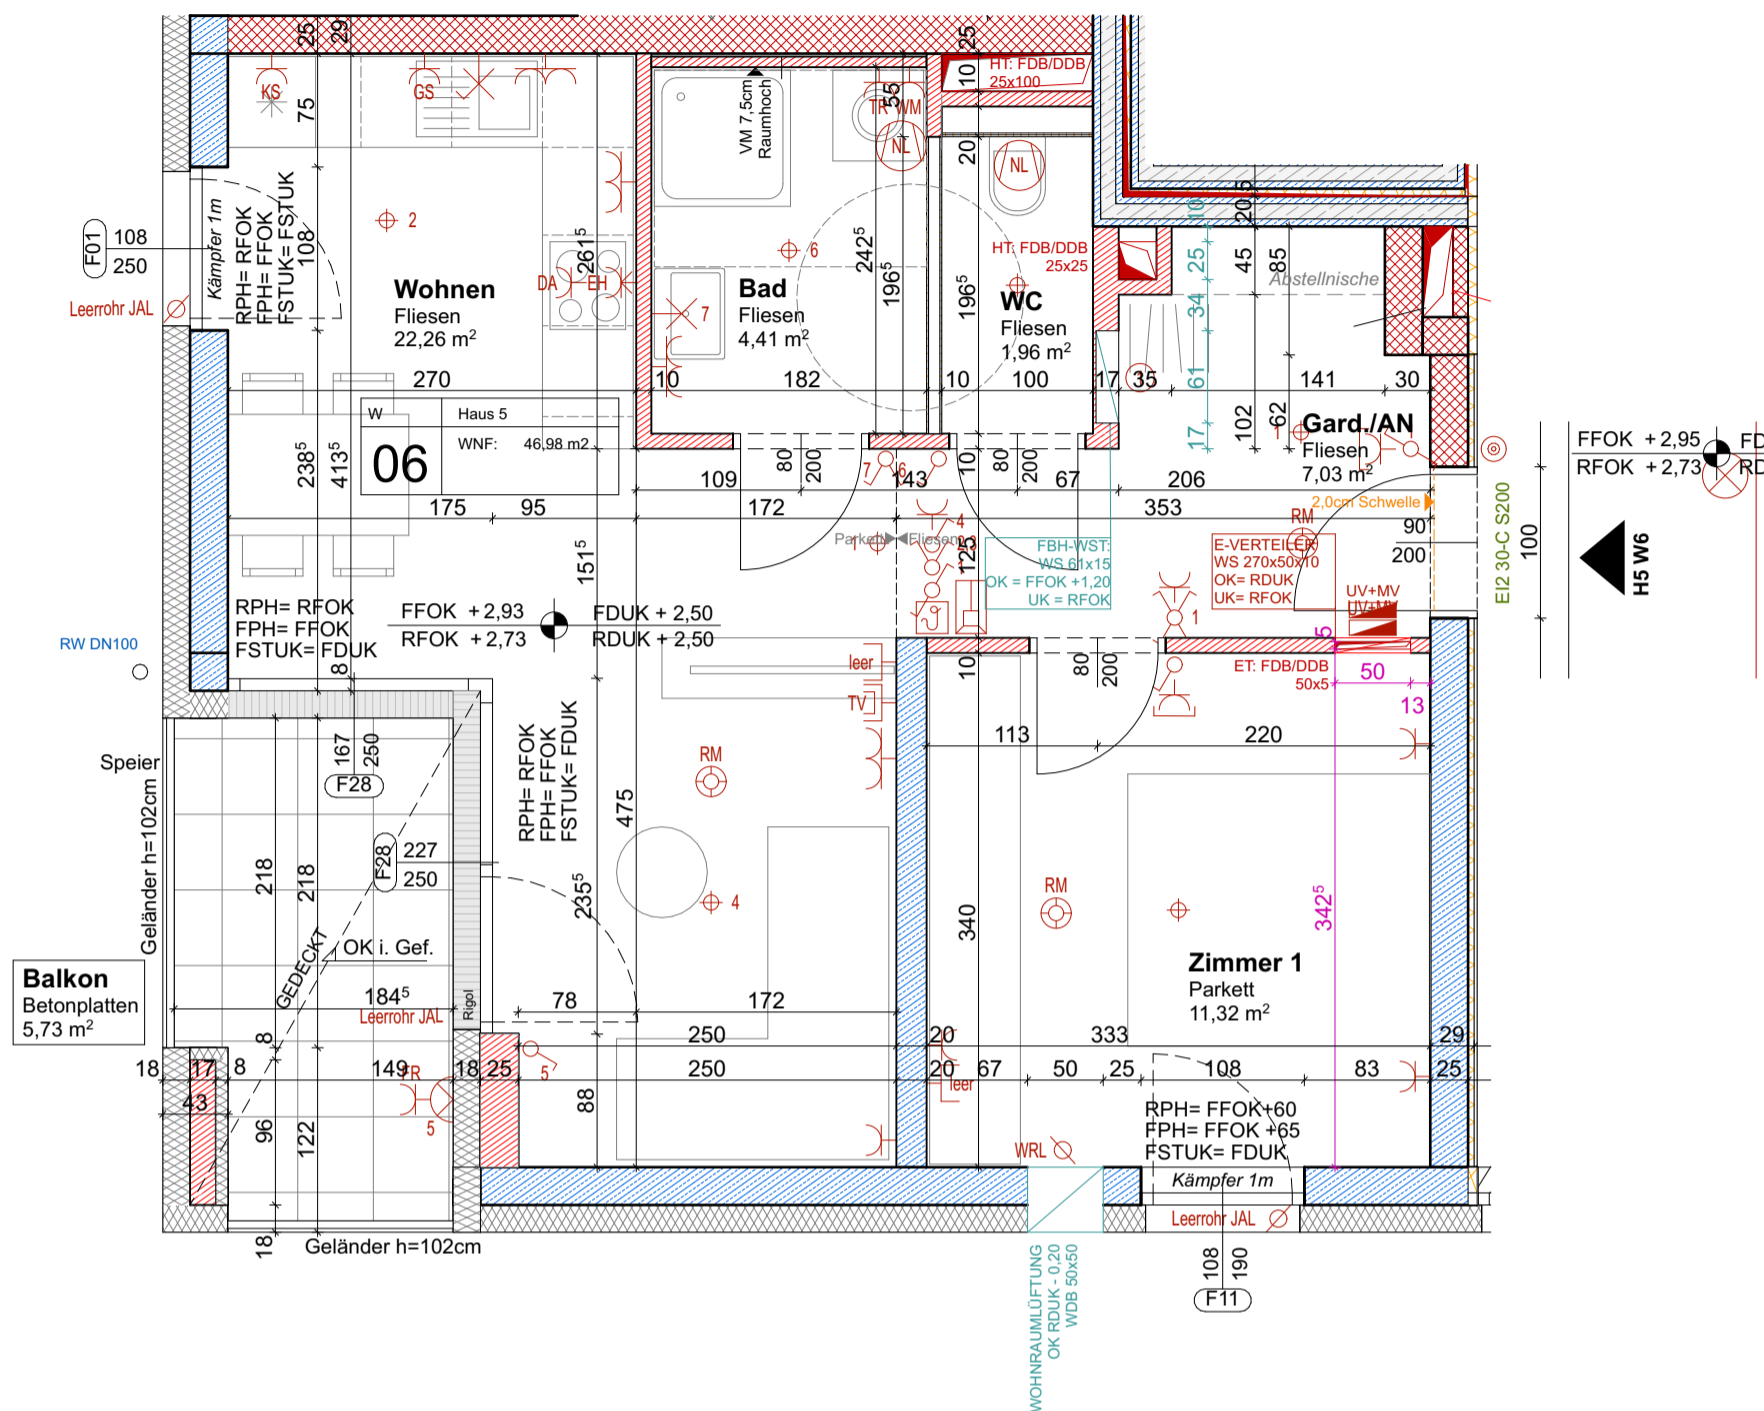 25
29
75
KS
GS
VM 7,5cm
Raumhoch
55
TR WM
NL
25
10
HT: FDB/DDB
25x100
20
NL
F01
108
250
Kämpfer 1m
RPH= RFOK
FPH= FFOK
FSTUK= FSTUK
108
Leerrohr JAL
2
Wohnen
Fliesen
22,26 m²
DA
EH
261⁵
6
7
Bad
Fliesen
4,41 m²
242⁵
196⁵
196⁵
HT: FDB/DDB
25x25
WC
Fliesen
1,96 m²
10
25
34
61
17
20
5
45
85
102
62
Abstellnische
270
10
182
10
100
17
35
141
30
Gard./AN
Fliesen
7,03 m²
1
W
Haus 5
06
WNF: 46,98 m2
238⁵
413⁵
175
95
109
172
80
200
7
6
143
10
80
200
67
206
353
2,0cm Schwelle
RM
90
200
EI2 30-C S200
100
FFOK + 2,95
RFOK + 2,73
FD
RD
H5 W6
Parkett
Fliesen
1
4
125
151⁵
FBH-WST:
WS 61x15
OK = FFOK +1,20
UK = RFOK
E-VERTEILER
WS 270x50x10
OK= RDUK
UK= RFOK
UV+MV
UV+MV
1
RPH= RFOK
FPH= FFOK
FSTUK= FDUK
8
FFOK + 2,93
RFOK + 2,73
FDUK + 2,50
RDUK + 2,50
RW DN100
leer
TV
10
80
200
ET: FDB/DDB
50x5
5
50
13
113
220
Speier
Geländer h=102cm
167
250
F28
F28
227
250
RPH= RFOK
FPH= FFOK
FSTUK= FDUK
475
RM
4
235⁵
218
218
GEDECKT
OK i. Gef.
184⁵
Leerrohr JAL
Rigol
Balkon
Betonplatten
5,73 m²
78
172
250
250
340
RM
342⁵
Zimmer 1
Parkett
11,32 m²
20
333
29
18
17
8
8
149
FR
18
25
5
20
67
50
25
108
83
25
leer
43
96
122
5
88
18
Geländer h=102cm
WRL
RPH= FFOK+60
FPH= FFOK +65
FSTUK= FDUK
Kämpfer 1m
Leerrohr JAL
108
190
F11
WOHNRAUMLÜFTUNG
OK RDUK - 0,20
WDB 50x50